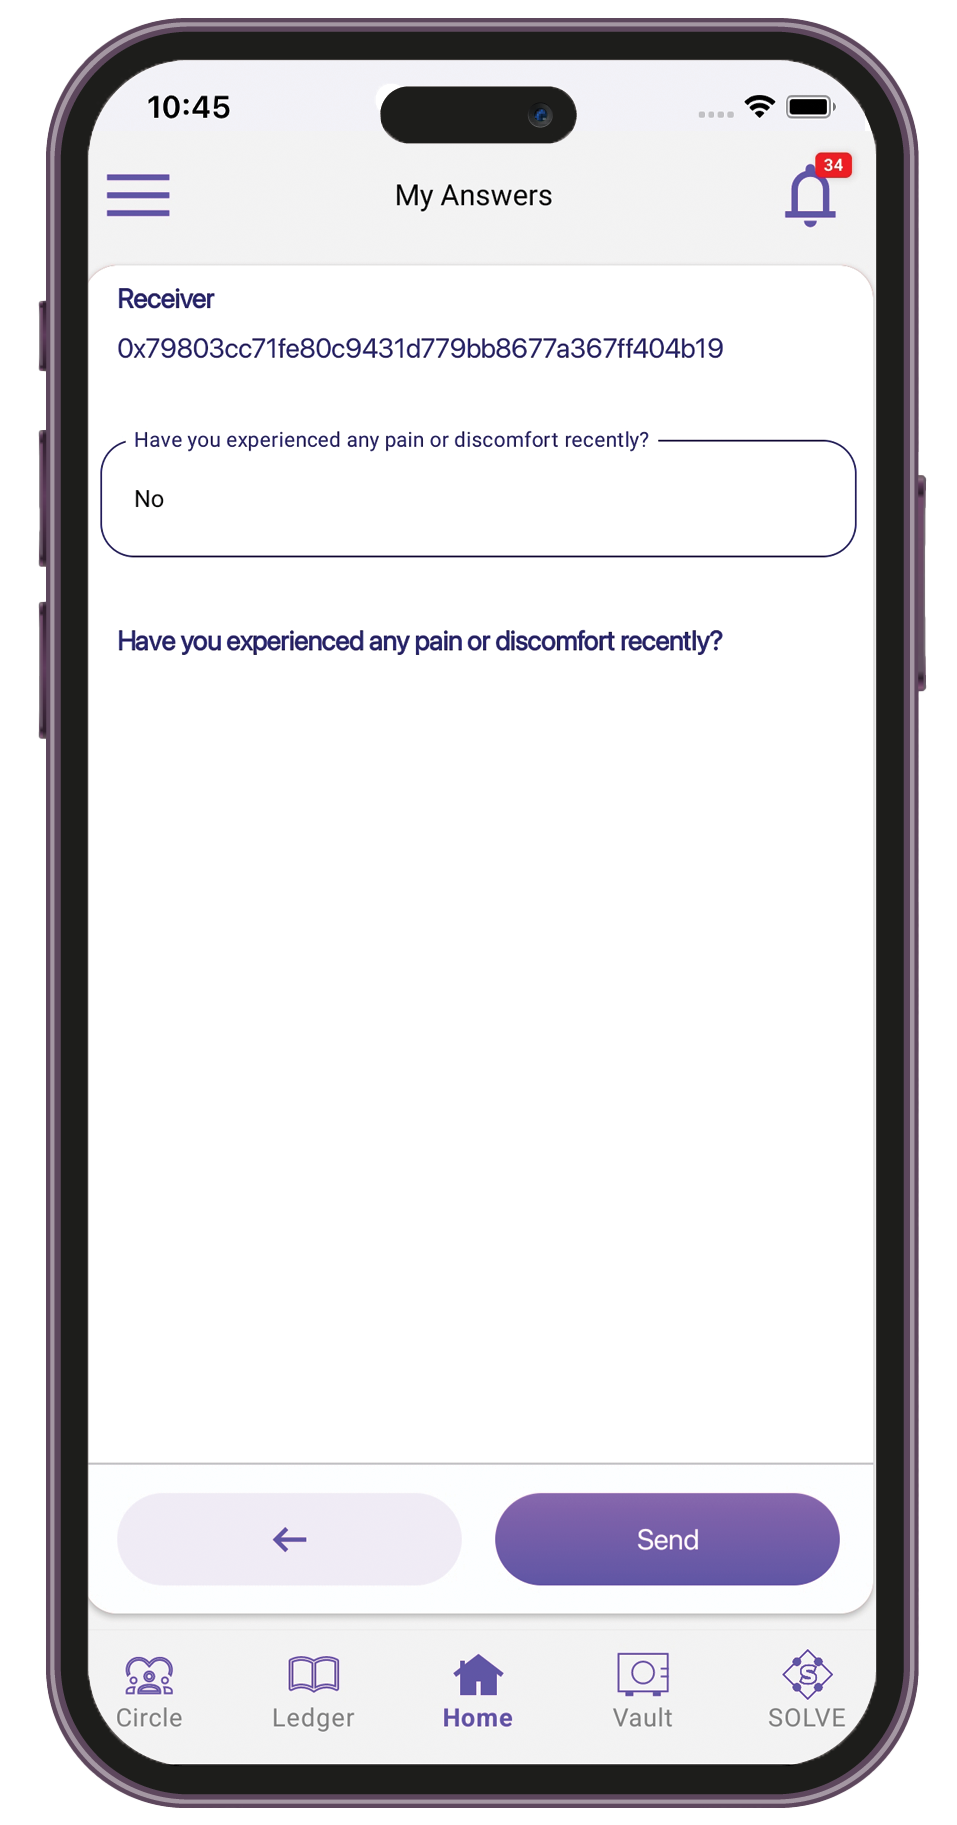 10:45
34
My Answers
Receiver
0x79803cc71fe80c9431d779bb8677a367ff404b19
Have you experienced any pain or discomfort recently?
No
Have you experienced any pain or discomfort recently?
Send
Circle
Ledger
Home
Vault
S
SOLVE